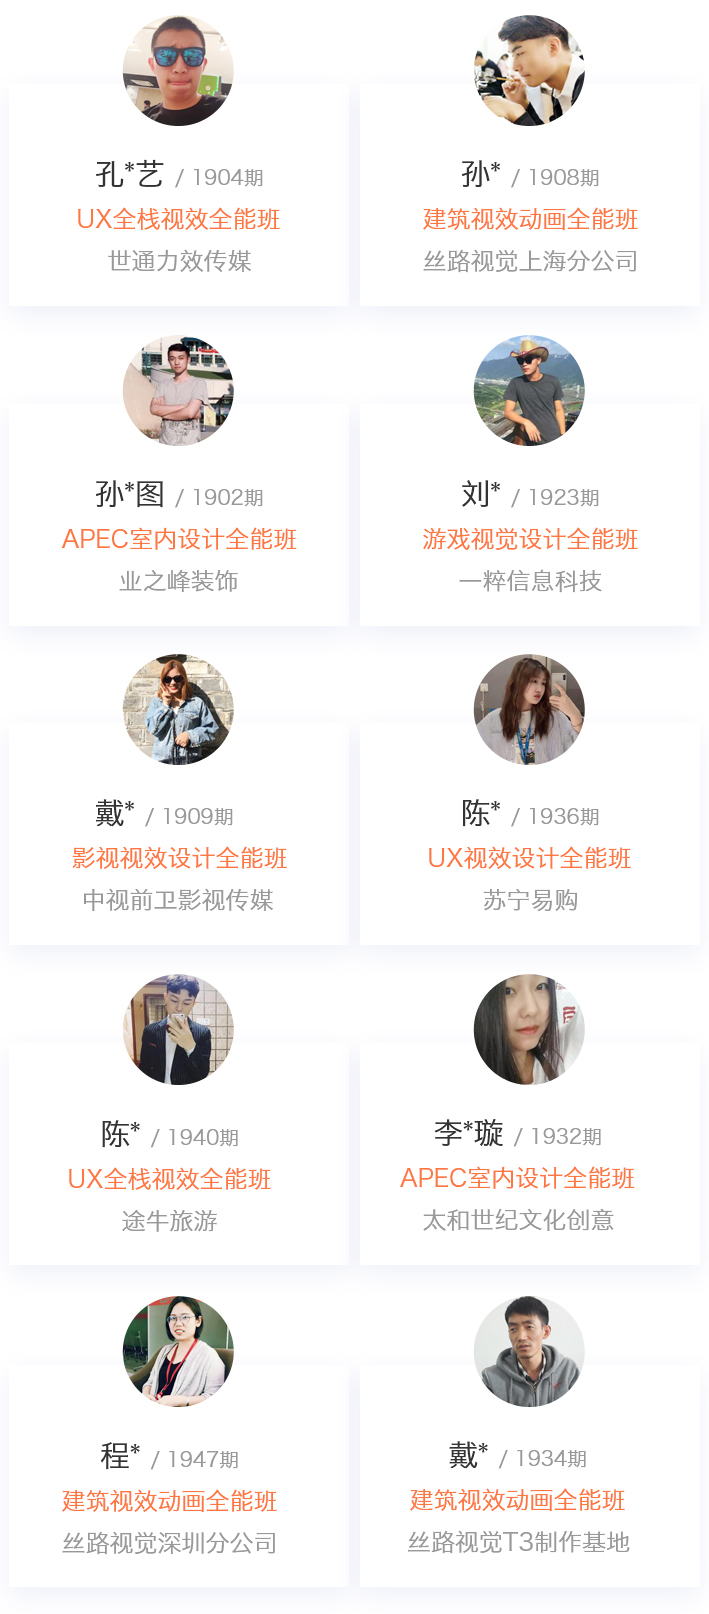 孔*艺 / 1904期
UX全栈视效全能班
世通力效传媒
孙* / 1908期
建筑视效动画全能班
丝路视觉上海分公司
孙*图 / 1902期
APEC室内设计全能班
业之峰装饰
刘* / 1923期
游戏视觉设计全能班
一粹信息科技
戴* / 1909期
影视视效设计全能班
中视前卫影视传媒
陈* / 1936期
UX视效设计全能班
苏宁易购
陈* / 1940期
UX全栈视效全能班
途牛旅游
李*璇 / 1932期
APEC室内设计全能班
太和世纪文化创意
程* / 1947期
建筑视效动画全能班
丝路视觉深圳分公司
戴* / 1934期
建筑视效动画全能班
丝路视觉T3制作基地